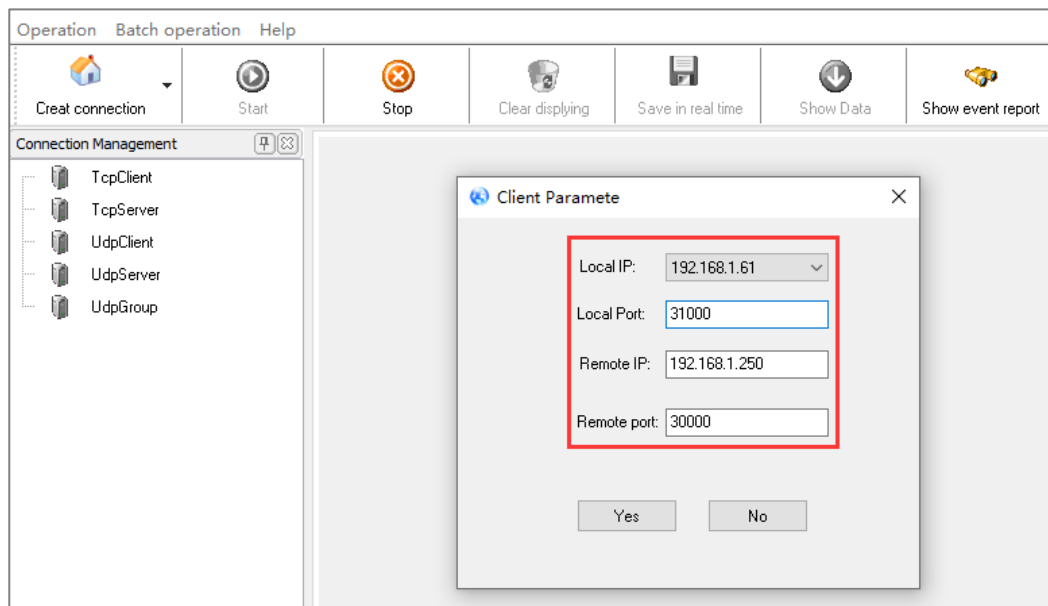 Operation Batch operation Help
Creat connection Start Stop Clear displying Save in real time Show Data Show event report
Connection Management
TcpClient
TcpServer
UdpClient
UdpServer
UdpGroup
Client Paramete
Local IP: 192.168.1.61
Local Port: 31000
Remote IP: 192.168.1.250
Remote port: 30000
Yes No